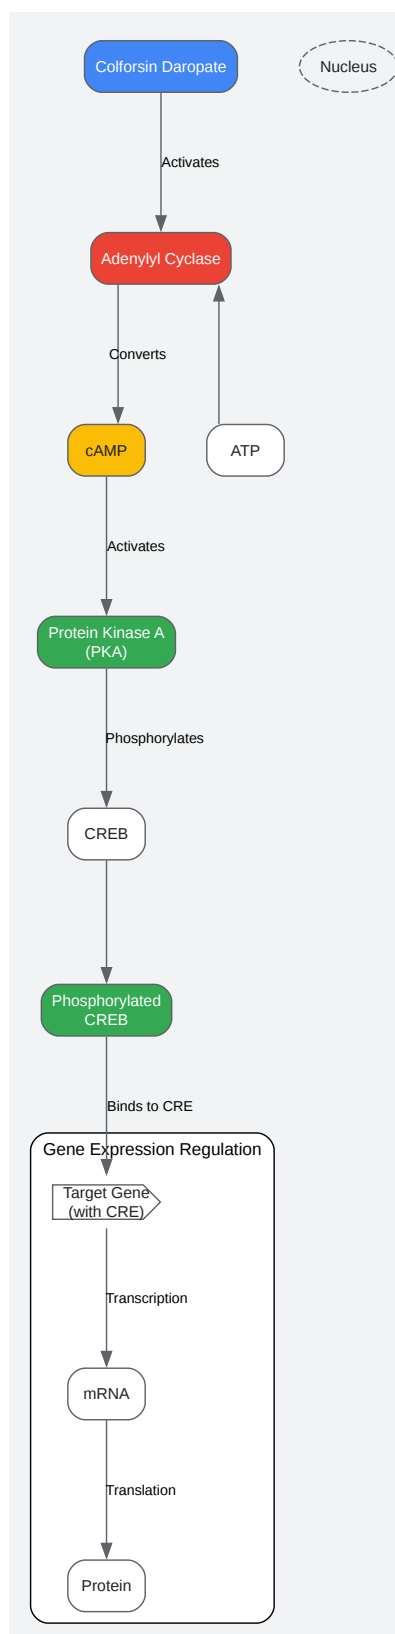 Colforsin Daropate
Nucleus
Activates
Adenylyl Cyclase
Converts
cAMP
ATP
Activates
Protein Kinase A
(PKA)
Phosphorylates
CREB
Phosphorylated
CREB
Binds to CRE
Gene Expression Regulation
Target Gene
(with CRE)
Transcription
mRNA
Translation
Protein